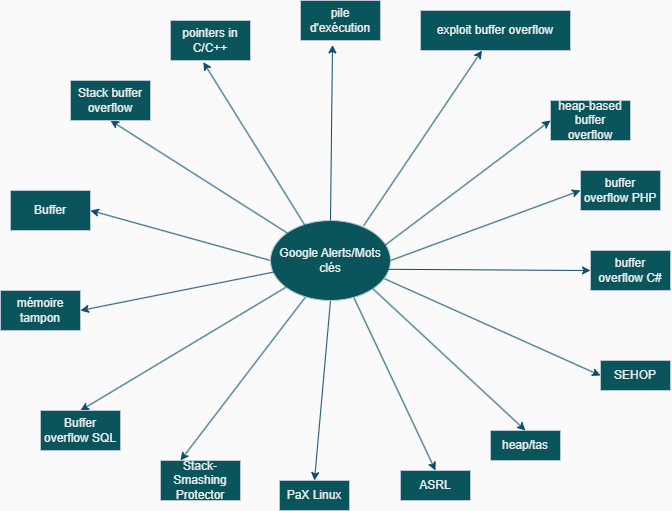 pile
d'exécution
pointers in
C/C++
exploit buffer overflow
Stack buffer
overflow
heap-based
buffer
overflow
buffer
overflow PHP
Buffer
Google Alerts/Mots
clés
buffer
overflow C#
mémoire
tampon
SEHOP
Buffer
overflow SQL
heap/tas
Stack-
Smashing
Protector
PaX Linux
ASRL